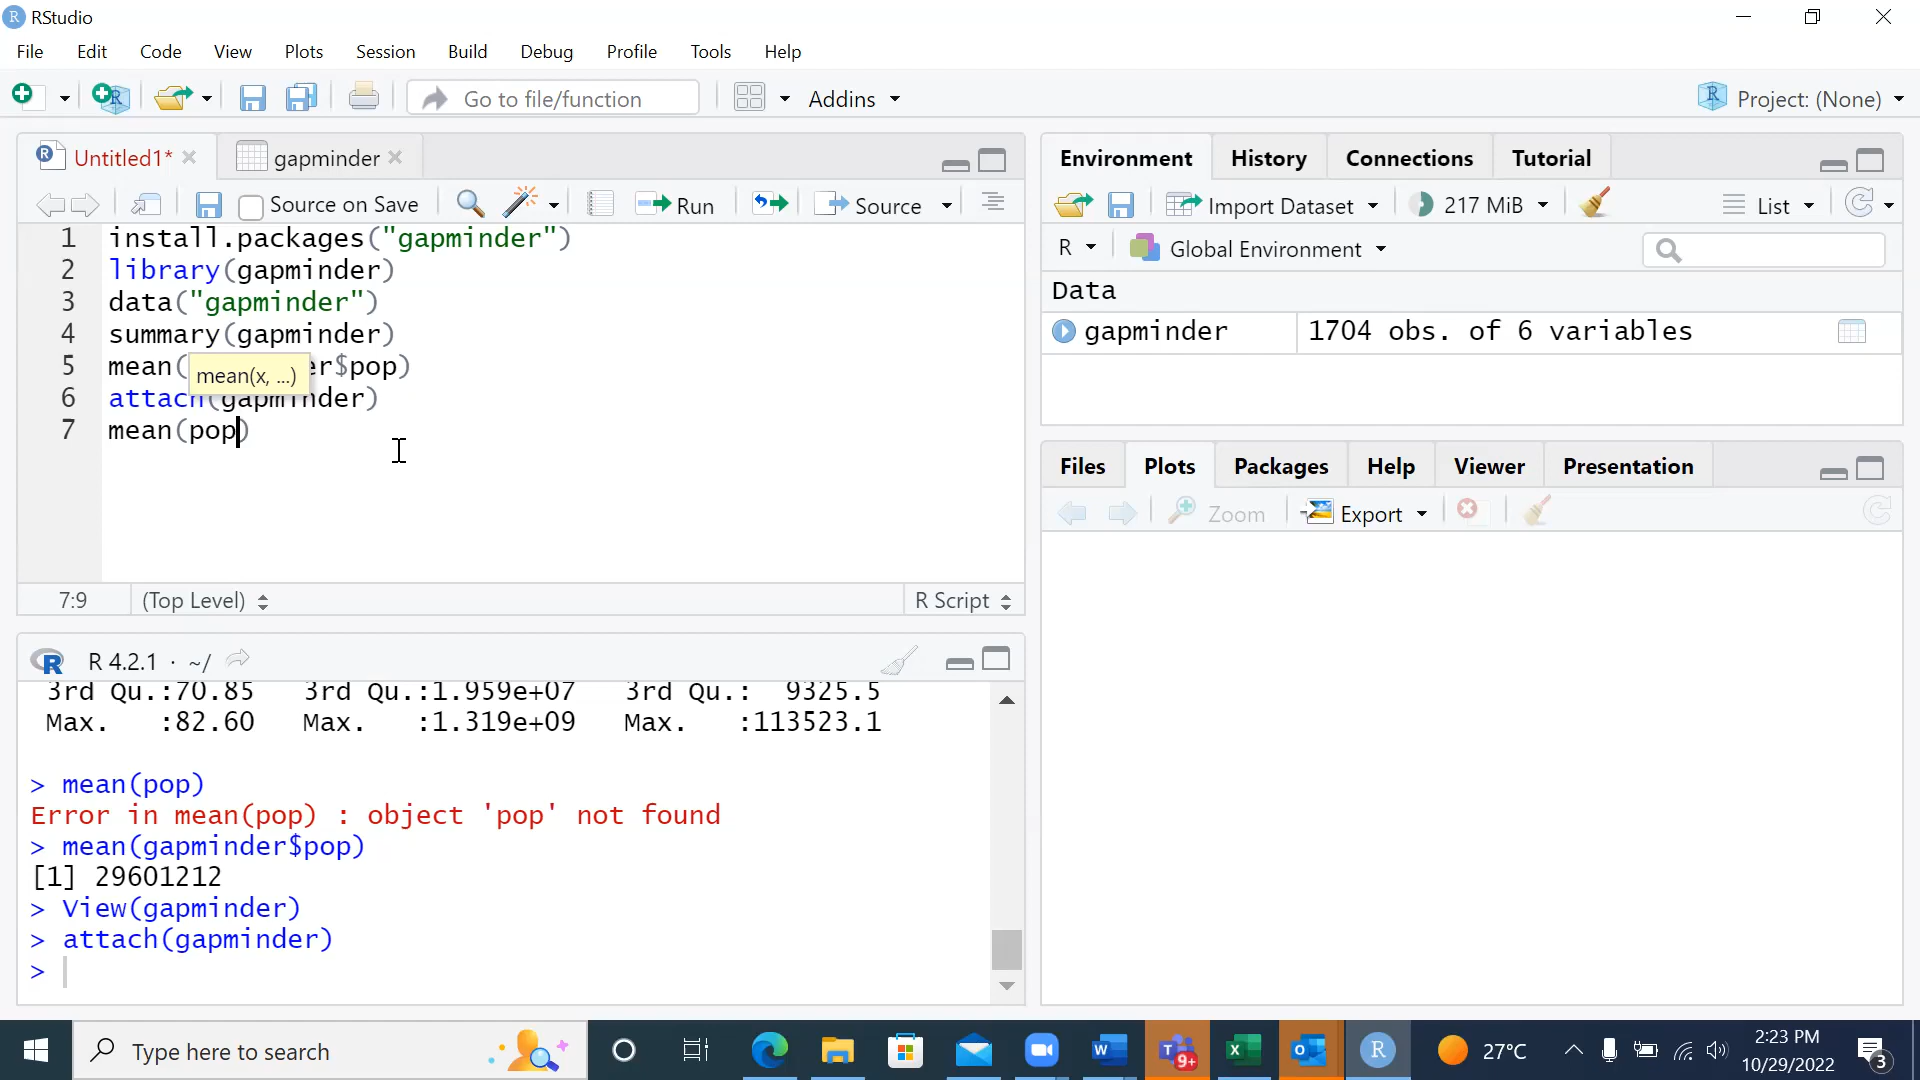 RStudio
File Edit Code View Plots Session Build Debug Profile Tools Help
Go to file/function
Addins
Project: (None)
Untitled1*
gapminder
Source on Save
Run
Source
1 install.packages("gapminder")
2 library(gapminder)
3 data("gapminder")
4 summary(gapminder)
5 mean( er$pop)
mean(x, ...)
6 attach(gapminder)
7 mean(pop)
7:9 (Top Level) R Script
R 4.2.1 · ~/
3rd Qu.:70.85 3rd Qu.:1.959e+07 3rd Qu.: 9325.5
Max. :82.60 Max. :1.319e+09 Max. :113523.1
> mean(pop)
Error in mean(pop) : object 'pop' not found
> mean(gapminder$pop)
[1] 29601212
> View(gapminder)
> attach(gapminder)
>
Environment History Connections Tutorial
Import Dataset 217 MiB List
R Global Environment
Data
gapminder 1704 obs. of 6 variables
Files Plots Packages Help Viewer Presentation
Zoom Export
Type here to search
9+
27°C
2:23 PM
10/29/2022
3